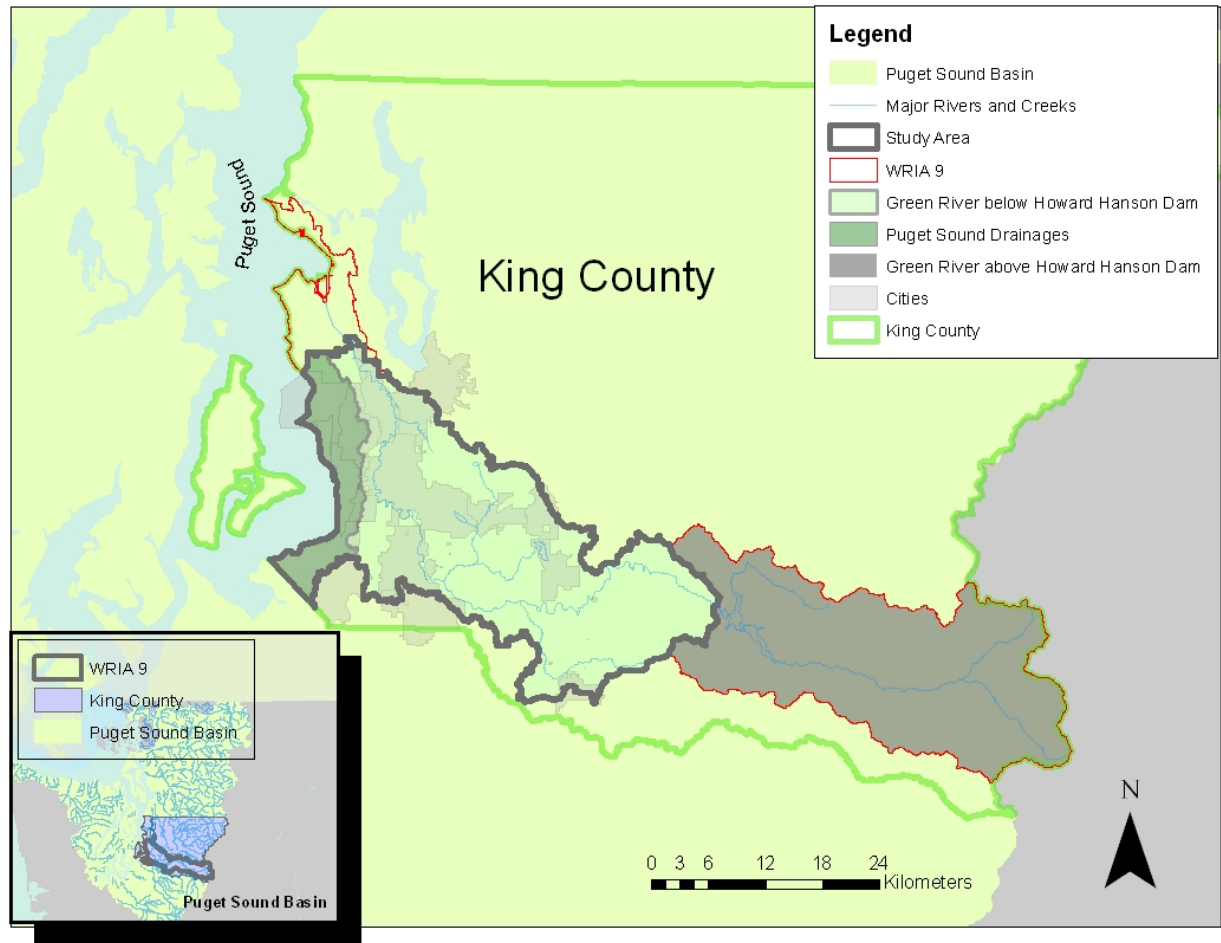 Legend
Puget Sound Basin
Major Rivers and Creeks
Study Area
WRIA 9
Green River below Howard Hanson Dam
Puget Sound Drainages
Green River above Howard Hanson Dam
Cities
King County
Puget Sound
King County
WRIA 9
King County
Puget Sound Basin
Puget Sound Basin
N
0 3 6 12 18 24
Kilometers